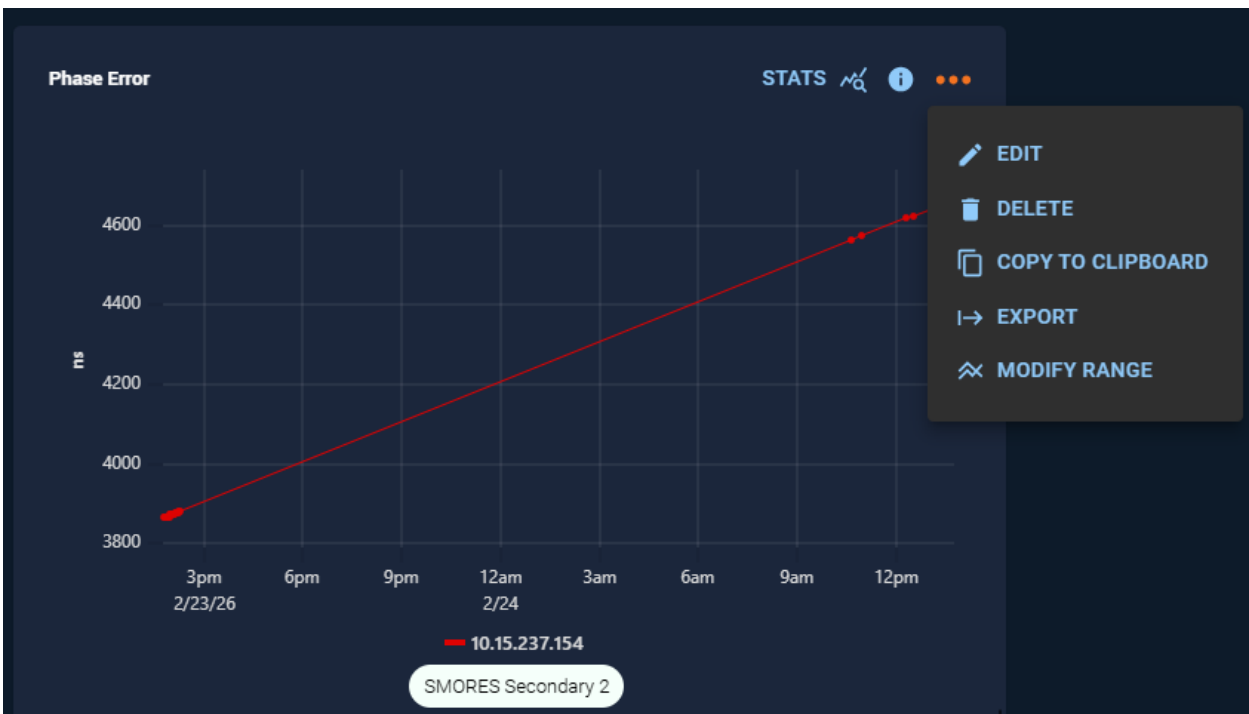 Phase Error
STATS
EDIT
DELETE
COPY TO CLIPBOARD
EXPORT
MODIFY RANGE
4600
4400
4200
4000
3800
ns
3pm 6pm 9pm 12am 3am 6am 9am 12pm
2/23/26 2/24
10.15.237.154
SMORES Secondary 2